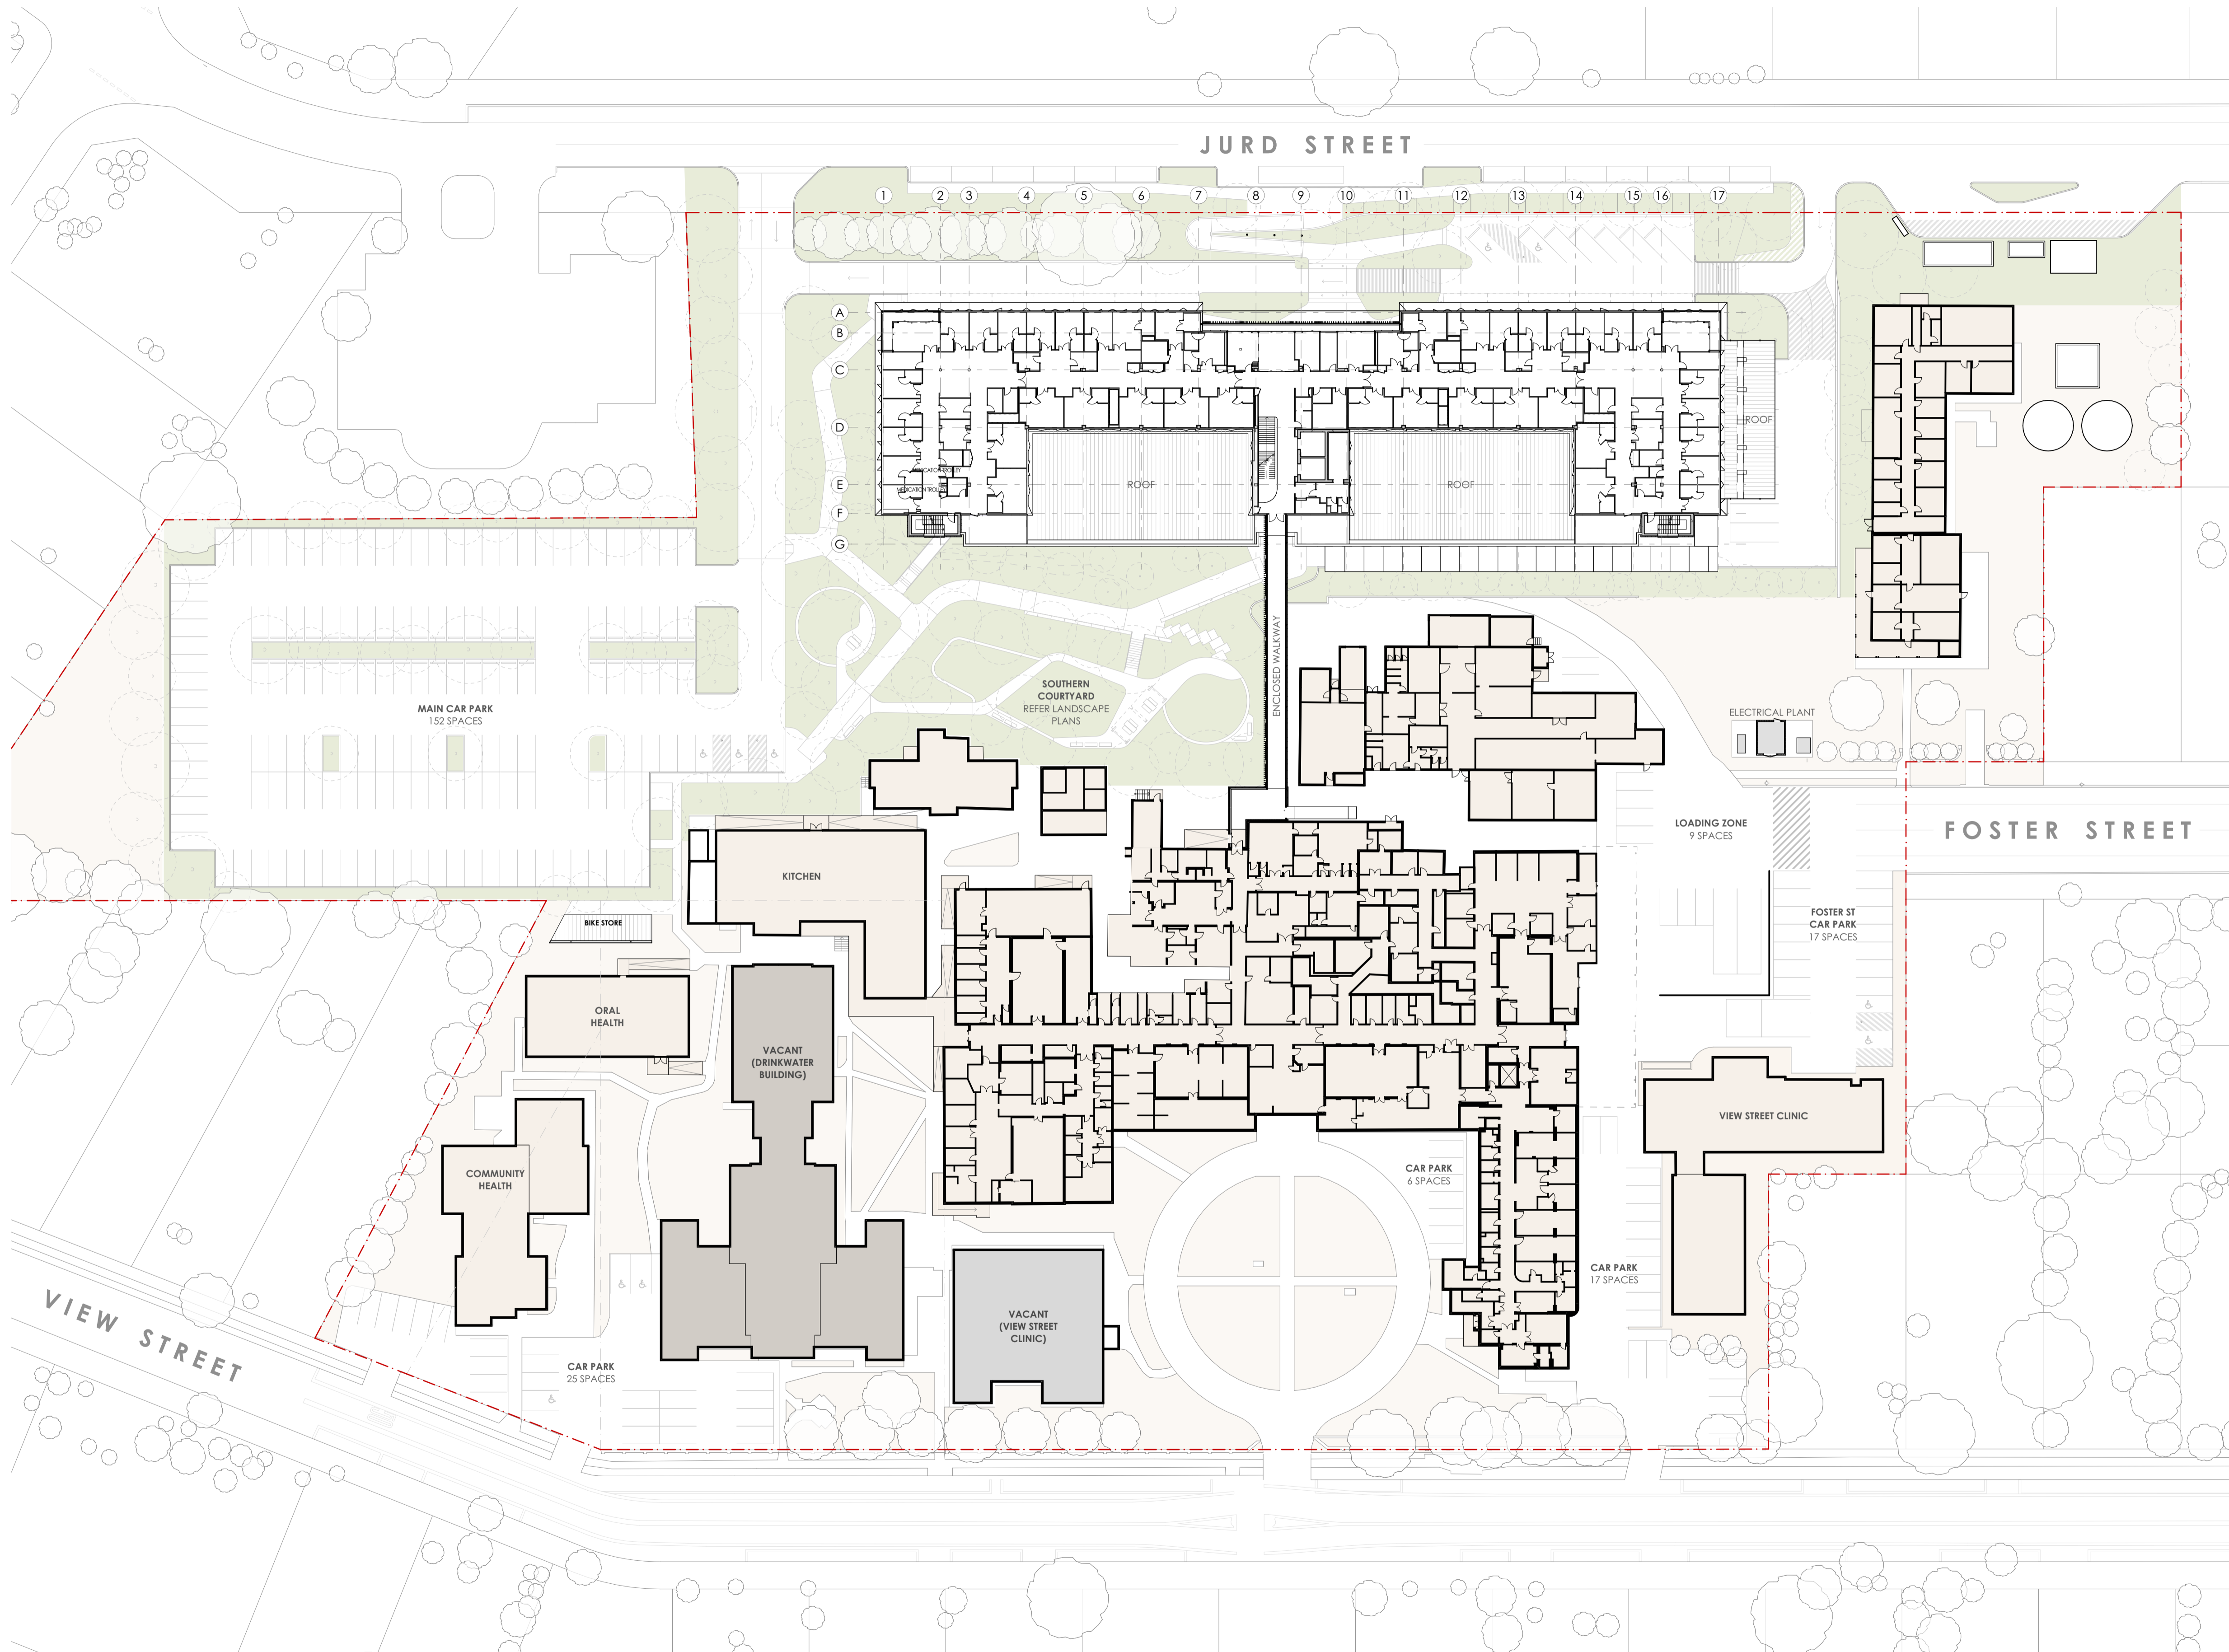 JURD STREET
1 2 3 4 5 6 7 8 9 10 11 12 13 14 15 16 17
A
B
C
D
E
F
G
ROOF
MEDICATION TROLLEY
MEDICATION TROLLEY
ROOF
ROOF
ENCLOSED WALKWAY
SOUTHERN
COURTYARD
REFER LANDSCAPE
PLANS
MAIN CAR PARK
152 SPACES
ELECTRICAL PLANT
LOADING ZONE
9 SPACES
FOSTER STREET
KITCHEN
BIKE STORE
FOSTER ST
CAR PARK
17 SPACES
ORAL
HEALTH
VACANT
(DRINKWATER
BUILDING)
VIEW STREET CLINIC
COMMUNITY
HEALTH
CAR PARK
6 SPACES
CAR PARK
17 SPACES
VACANT
(VIEW STREET
CLINIC)
VIEW STREET
CAR PARK
25 SPACES